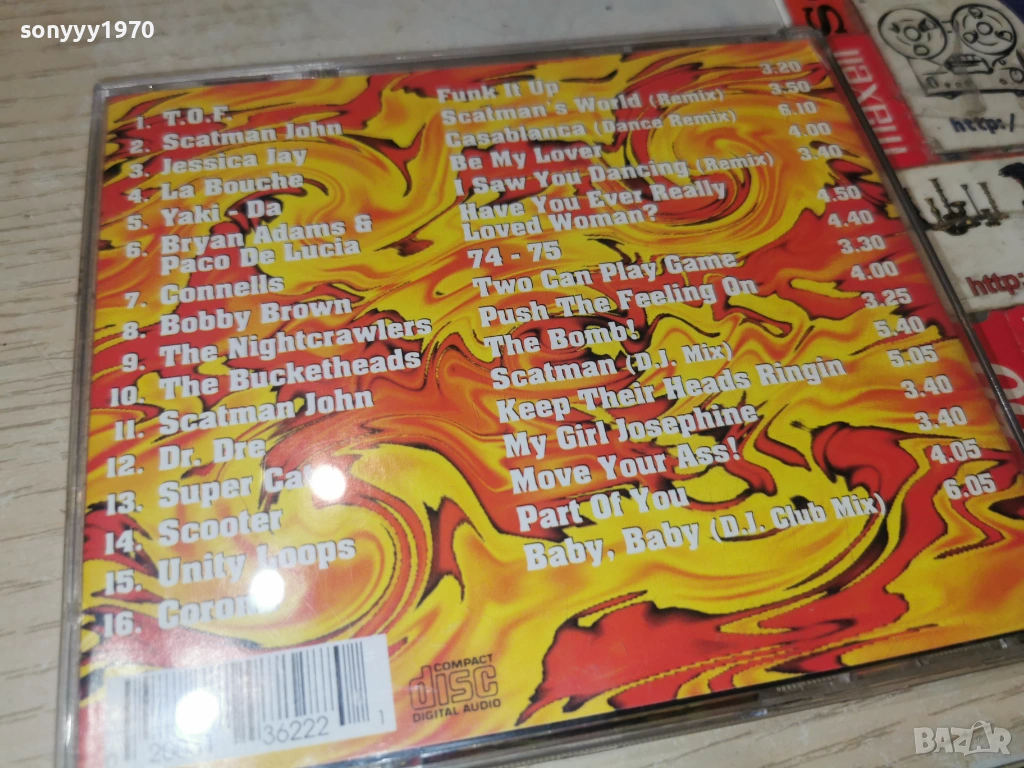 sonyyy1970
1. T.O.F. Funk It Up 3.20
2. Scatman John Scatman's World (Remix) 3.50
3. Jessica Jay Casablanca (Dance Remix) 6.10
4. La Bouche Be My Lover 4.00
5. Yaki - Da I Saw You Dancing (Remix) 3.40
6. Bryan Adams & Have You Ever Really
Paco De Lucia Loved Woman? 4.50
7. Connells 74 - 75 4.40
8. Bobby Brown Two Can Play Game 3.30
9. The Nightcrawlers Push The Feeling On 4.00
10. The Bucketheads The Bomb! 3.25
11. Scatman John Scatman (D.J. Mix) 5.40
12. Dr. Dre Keep Their Heads Ringin 5.05
13. Super Cat My Girl Josephine 3.40
14. Scooter Move Your Ass! 3.40
15. Unity Loops Part Of You 4.05
16. Corona Baby, Baby (D.J. Club Mix) 6.05
36222 1
COMPACT
disc
DIGITAL AUDIO
maxell
http:/
http:
BAZAR